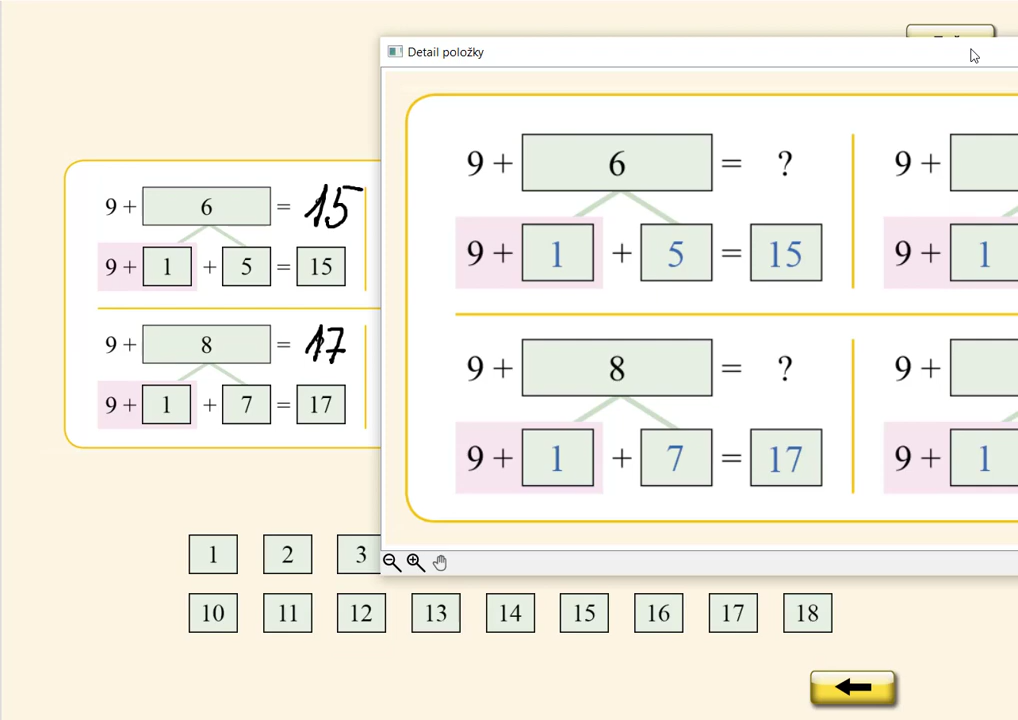 Detail položky
9 + 6 = 15
9 + 1 + 5 = 15
9 + 8 = 17
9 + 1 + 7 = 17
9 + 6 = ?
9 + 1 + 5 = 15
9 + 8 = ?
9 + 1 + 7 = 17
9 +
9 + 1
9 +
9 + 1
1 2 3
10 11 12 13 14 15 16 17 18